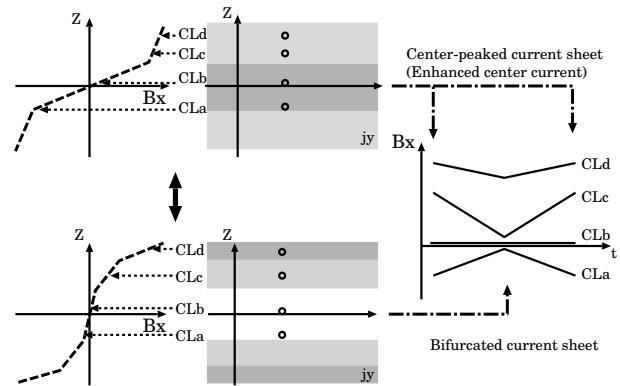 Z
CLd
CLc
CLb
Bx
CLa
Z
jy
Center-peaked current sheet
(Enhanced center current)
Bx
CLd
CLc
CLb
t
CLa
Z
CLd
CLc
CLb
Bx
CLa
Z
jy
Bifurcated current sheet